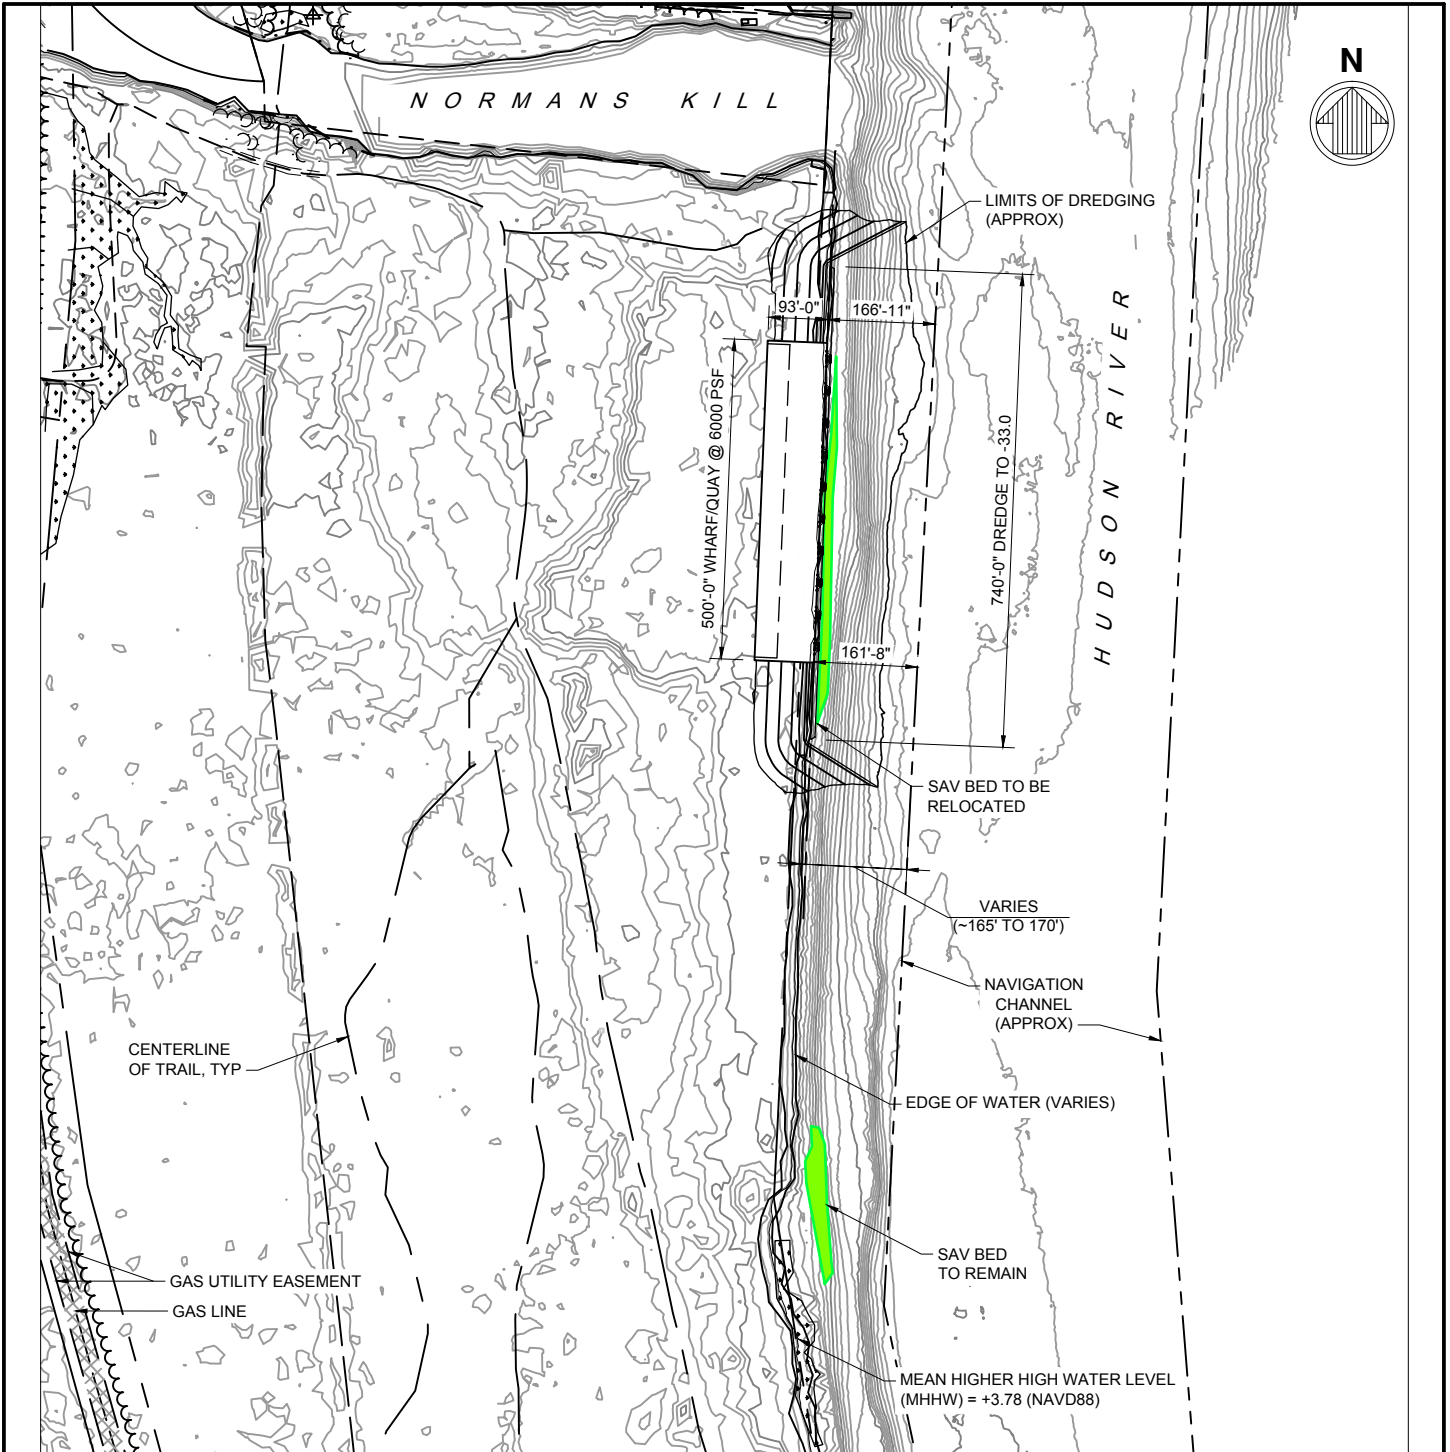 N
NORMANS KILL
LIMITS OF DREDGING
(APPROX)
93'-0"
166'-11"
500'-0" WHARF/QUAY @ 6000 PSF
740'-0" DREDGE TO -33.0
HUDSON RIVER
161'-8"
SAV BED TO BE
RELOCATED
VARIES
(~165' TO 170')
NAVIGATION
CHANNEL
(APPROX)
CENTERLINE
OF TRAIL, TYP
EDGE OF WATER (VARIES)
SAV BED
TO REMAIN
GAS UTILITY EASEMENT
GAS LINE
MEAN HIGHER HIGH WATER LEVEL
(MHHW) = +3.78 (NAVD88)